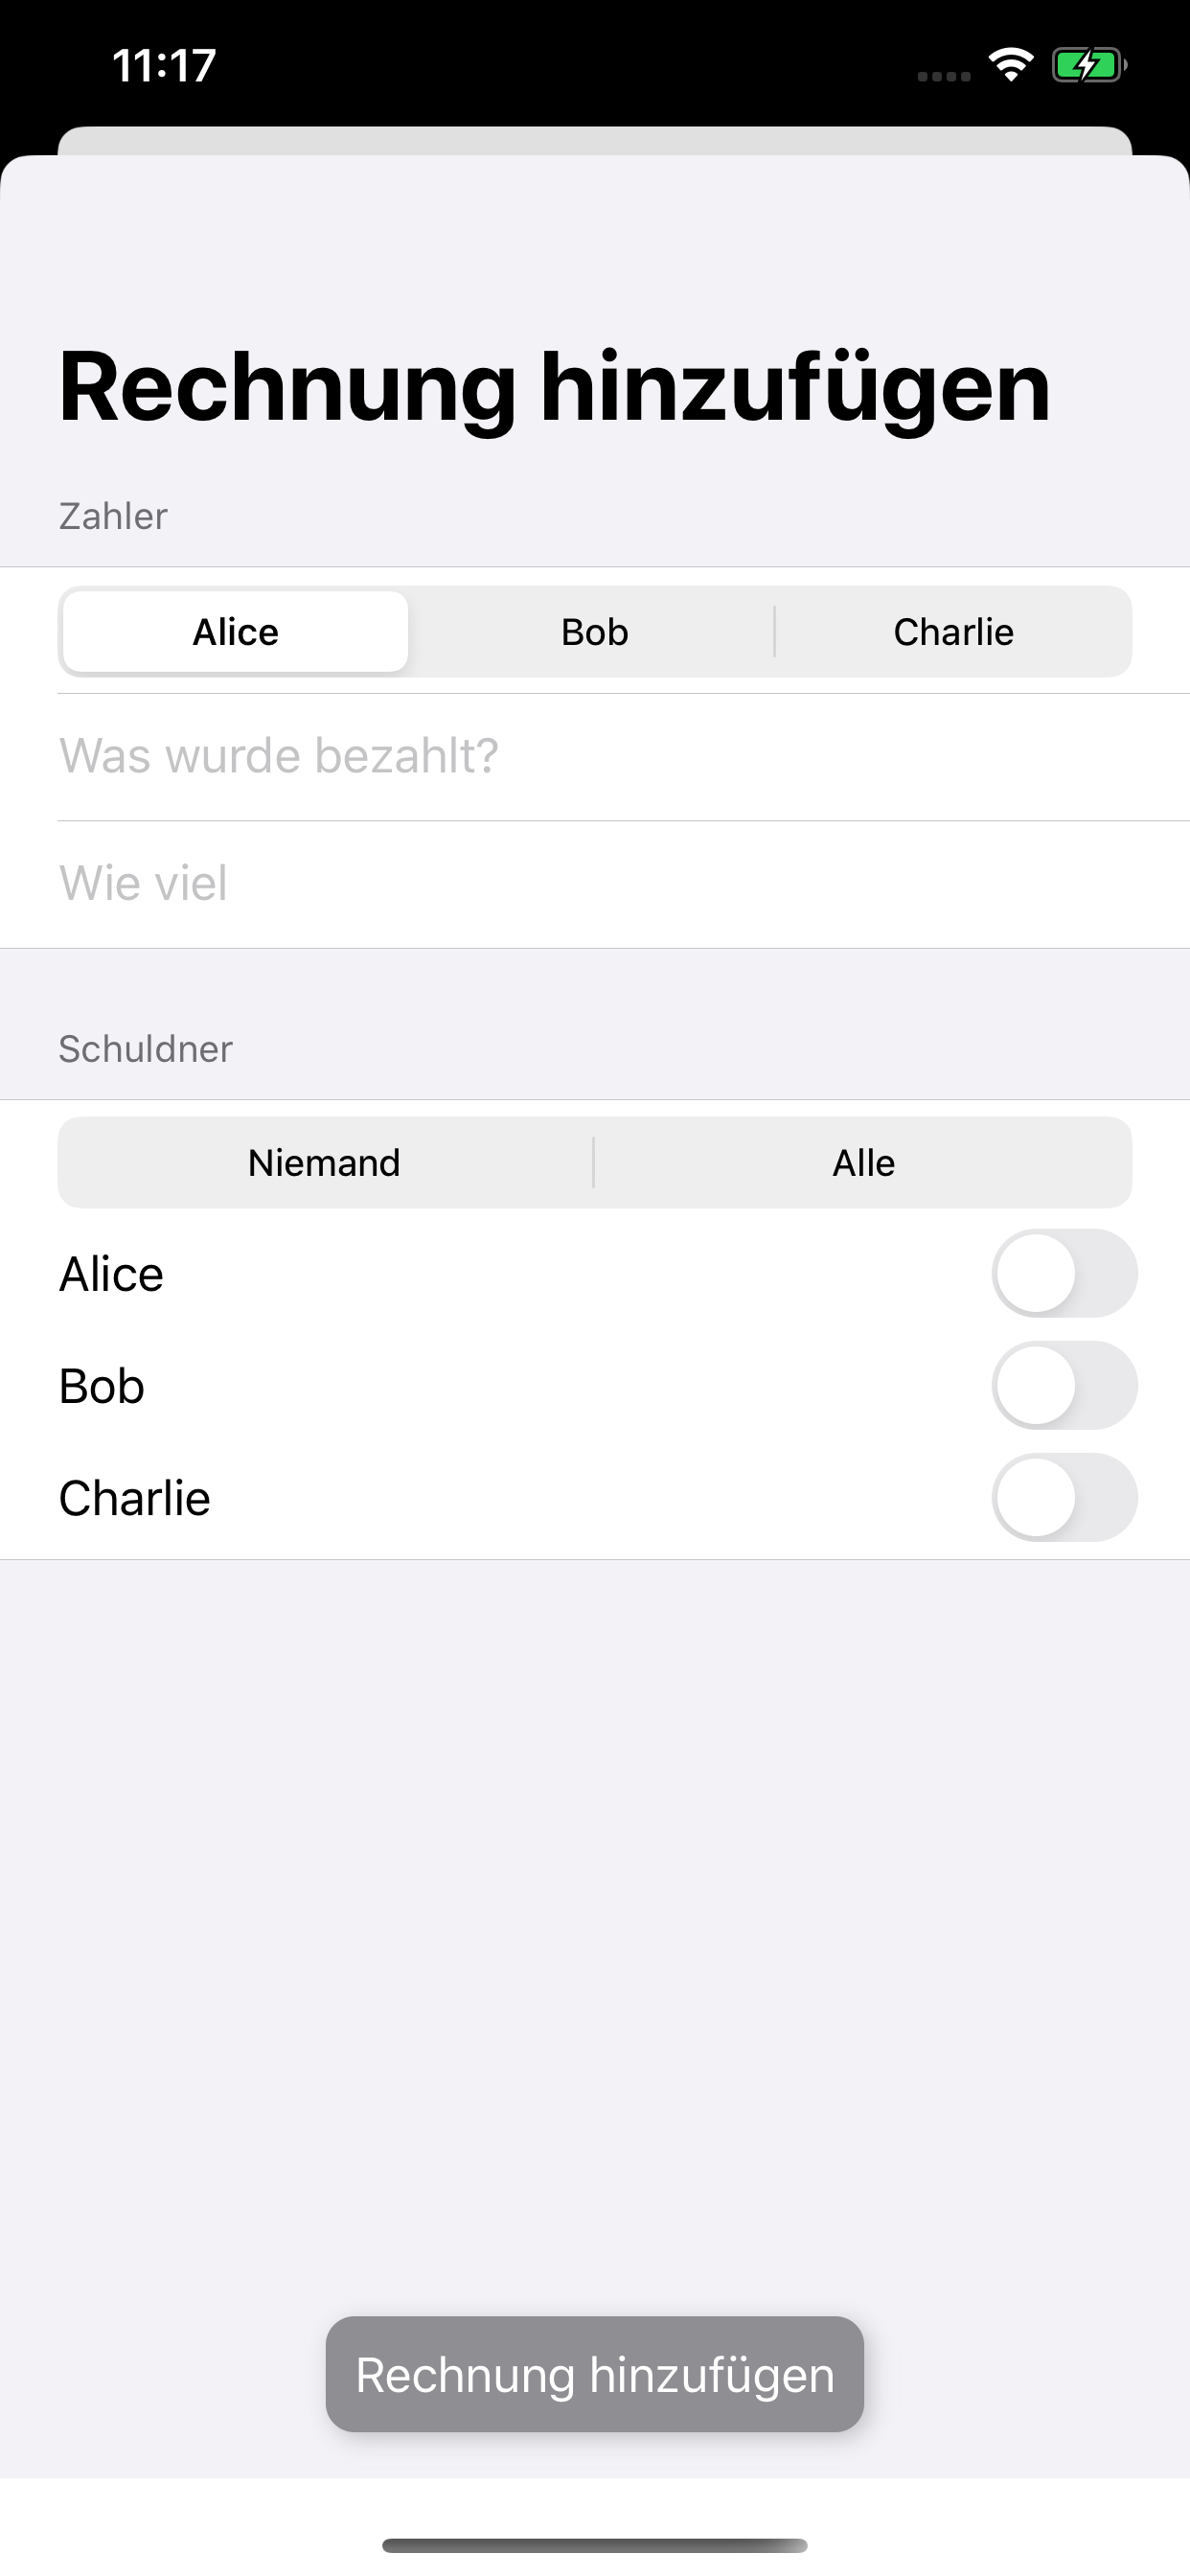 11:17
Rechnung hinzufügen
Zahler
Alice Bob Charlie
Was wurde bezahlt?
Wie viel
Schuldner
Niemand Alle
Alice
Bob
Charlie
Rechnung hinzufügen